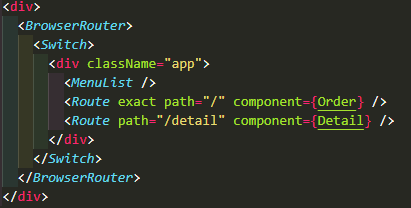 <div>
  <BrowserRouter>
    <Switch>
      <div className="app">
        <MenuList />
        <Route exact path="/" component={Order} />
        <Route path="/detail" component={Detail} />
      </div>
    </Switch>
  </BrowserRouter>
</div>